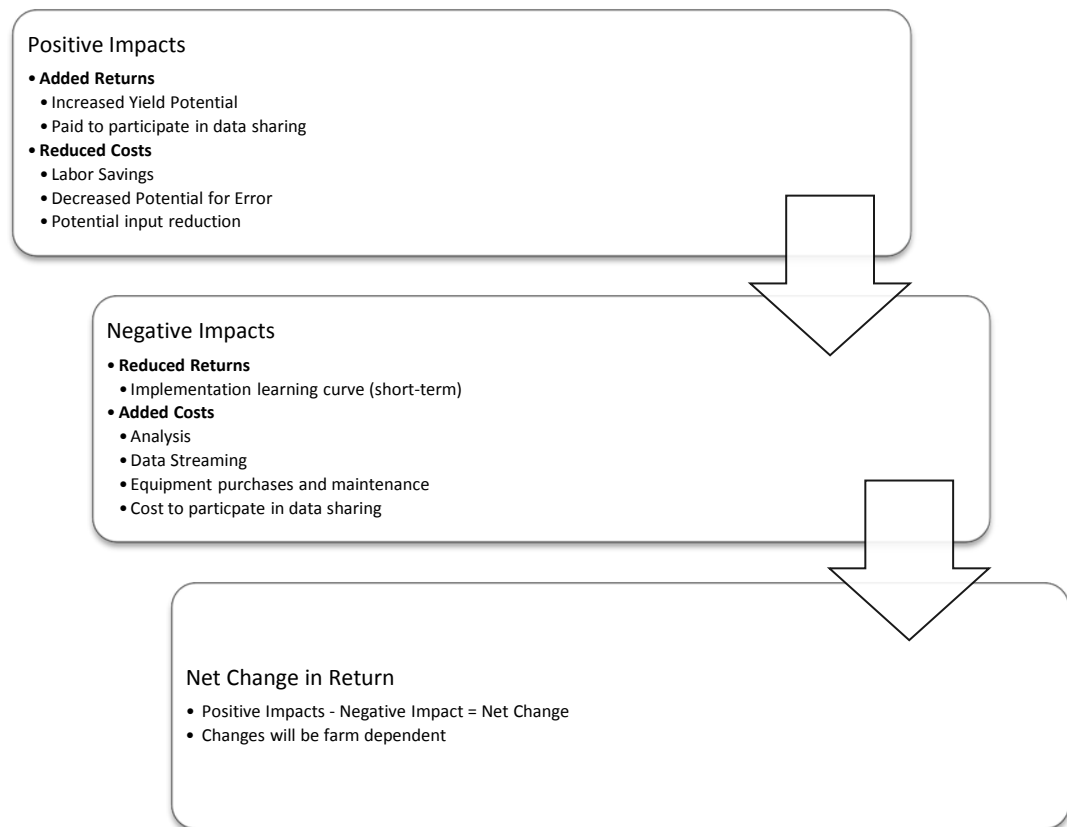 Positive Impacts
• Added Returns
• Increased Yield Potential
• Paid to participate in data sharing
• Reduced Costs
• Labor Savings
• Decreased Potential for Error
• Potential input reduction
Negative Impacts
• Reduced Returns
• Implementation learning curve (short-term)
• Added Costs
• Analysis
• Data Streaming
• Equipment purchases and maintenance
• Cost to particpate in data sharing
Net Change in Return
• Positive Impacts - Negative Impact = Net Change
• Changes will be farm dependent